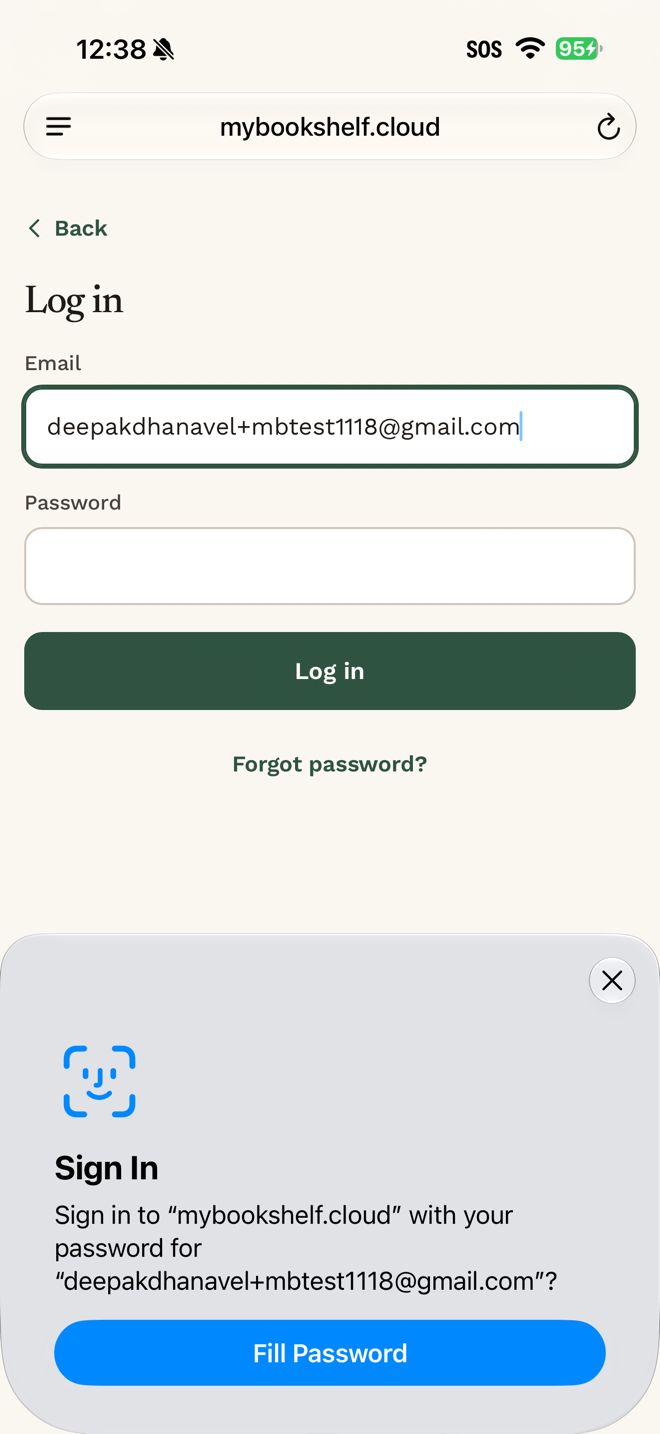 12:38
SOS
95
mybookshelf.cloud
Back
Log in
Email
deepakdhanavel+mbtest1118@gmail.com
Password
Log in
Forgot password?
Sign In
Sign in to “mybookshelf.cloud” with your
password for
“deepakdhanavel+mbtest1118@gmail.com”?
Fill Password